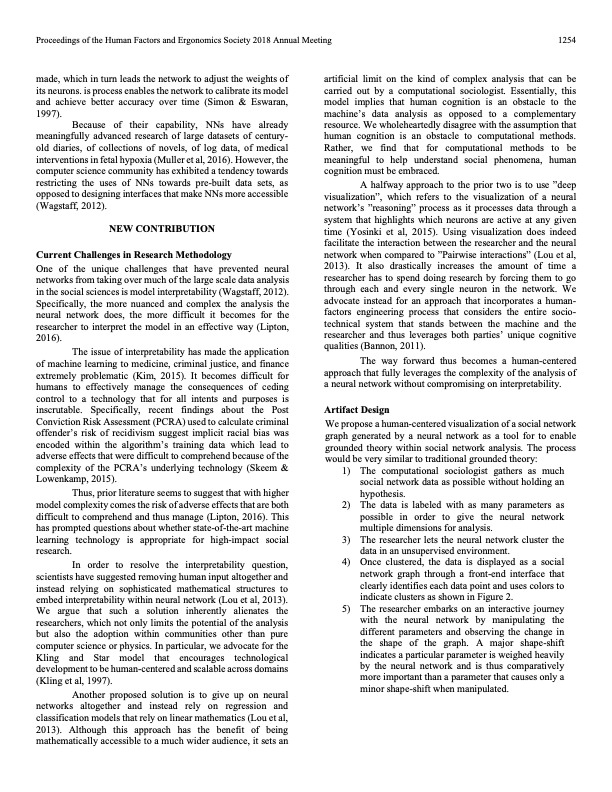 Proceedings of the Human Factors and Ergonomics Society 2018 Annual Meeting
1254
made, which in turn leads the network to adjust the weights of
its neurons. is process enables the network to calibrate its model
and achieve better accuracy over time (Simon & Eswaran,
1997).
Because of their capability, NNs have already
meaningfully advanced research of large datasets of century-
old diaries, of collections of novels, of log data, of medical
interventions in fetal hypoxia (Muller et al, 2016). However, the
computer science community has exhibited a tendency towards
restricting the uses of NNs towards pre-built data sets, as
opposed to designing interfaces that make NNs more accessible
(Wagstaff, 2012).
NEW CONTRIBUTION
Current Challenges in Research Methodology
One of the unique challenges that have prevented neural
networks from taking over much of the large scale data analysis
in the social sciences is model interpretability (Wagstaff, 2012).
Specifically, the more nuanced and complex the analysis the
neural network does, the more difficult it becomes for the
researcher to interpret the model in an effective way (Lipton,
2016).
The issue of interpretability has made the application
of machine learning to medicine, criminal justice, and finance
extremely problematic (Kim, 2015). It becomes difficult for
humans to effectively manage the consequences of ceding
control to a technology that for all intents and purposes is
inscrutable. Specifically, recent findings about the Post
Conviction Risk Assessment (PCRA) used to calculate criminal
offender's risk of recidivism suggest implicit racial bias was
encoded within the algorithm's training data which lead to
adverse effects that were difficult to comprehend because of the
complexity of the PCRA's underlying technology (Skeem &
Lowenkamp, 2015).
Thus, prior literature seems to suggest that with higher
model complexity comes the risk of adverse effects that are both
difficult to comprehend and thus manage (Lipton, 2016). This
has prompted questions about whether state-of-the-art machine
learning technology is appropriate for high-impact social
research.
In order to resolve the interpretability question,
scientists have suggested removing human input altogether and
instead relying on sophisticated mathematical structures to
embed interpretability within neural network (Lou et al, 2013).
We argue that such a solution inherently alienates the
researchers, which not only limits the potential of the analysis
but also the adoption within communities other than pure
computer science or physics. In particular, we advocate for the
Kling and Star model that encourages technological
development to be human-centered and scalable across domains
(Kling et al, 1997).
Another proposed solution is to give up on neural
networks altogether and instead rely on regression and
classification models that rely on linear mathematics (Lou et al,
2013). Although this approach has the benefit of being
mathematically accessible to a much wider audience, it sets an
artificial limit on the kind of complex analysis that can be
carried out by a computational sociologist. Essentially, this
model implies that human cognition is an obstacle to the
machine's data analysis as opposed to a complementary
resource. We wholeheartedly disagree with the assumption that
human cognition is an obstacle to computational methods.
Rather, we find that for computational methods to be
meaningful to help understand social phenomena, human
cognition must be embraced.
A halfway approach to the prior two is to use ”deep
visualization”, which refers to the visualization of a neural
network's ”reasoning” process as it processes data through a
system that highlights which neurons are active at any given
time (Yosinki et al, 2015). Using visualization does indeed
facilitate the interaction between the researcher and the neural
network when compared to ”Pairwise interactions” (Lou et al,
2013). It also drastically increases the amount of time a
researcher has to spend doing research by forcing them to go
through each and every single neuron in the network. We
advocate instead for an approach that incorporates a human-
factors engineering process that considers the entire socio-
technical system that stands between the machine and the
researcher and thus leverages both parties' unique cognitive
qualities (Bannon, 2011).
The way forward thus becomes a human-centered
approach that fully leverages the complexity of the analysis of
a neural network without compromising on interpretability.
Artifact Design
We propose a human-centered visualization of a social network
graph generated by a neural network as a tool for to enable
grounded theory within social network analysis. The process
would be very similar to traditional grounded theory:
1) The computational sociologist gathers as much
social network data as possible without holding an
hypothesis.
2) The data is labeled with as many parameters as
possible in order to give the neural network
multiple dimensions for analysis.
3) The researcher lets the neural network cluster the
data in an unsupervised environment.
4) Once clustered, the data is displayed as a social
network graph through a front-end interface that
clearly identifies each data point and uses colors to
indicate clusters as shown in Figure 2.
5) The researcher embarks on an interactive journey
with the neural network by manipulating the
different parameters and observing the change in
the shape of the graph. A major shape-shift
indicates a particular parameter is weighed heavily
by the neural network and is thus comparatively
more important than a parameter that causes only a
minor shape-shift when manipulated.